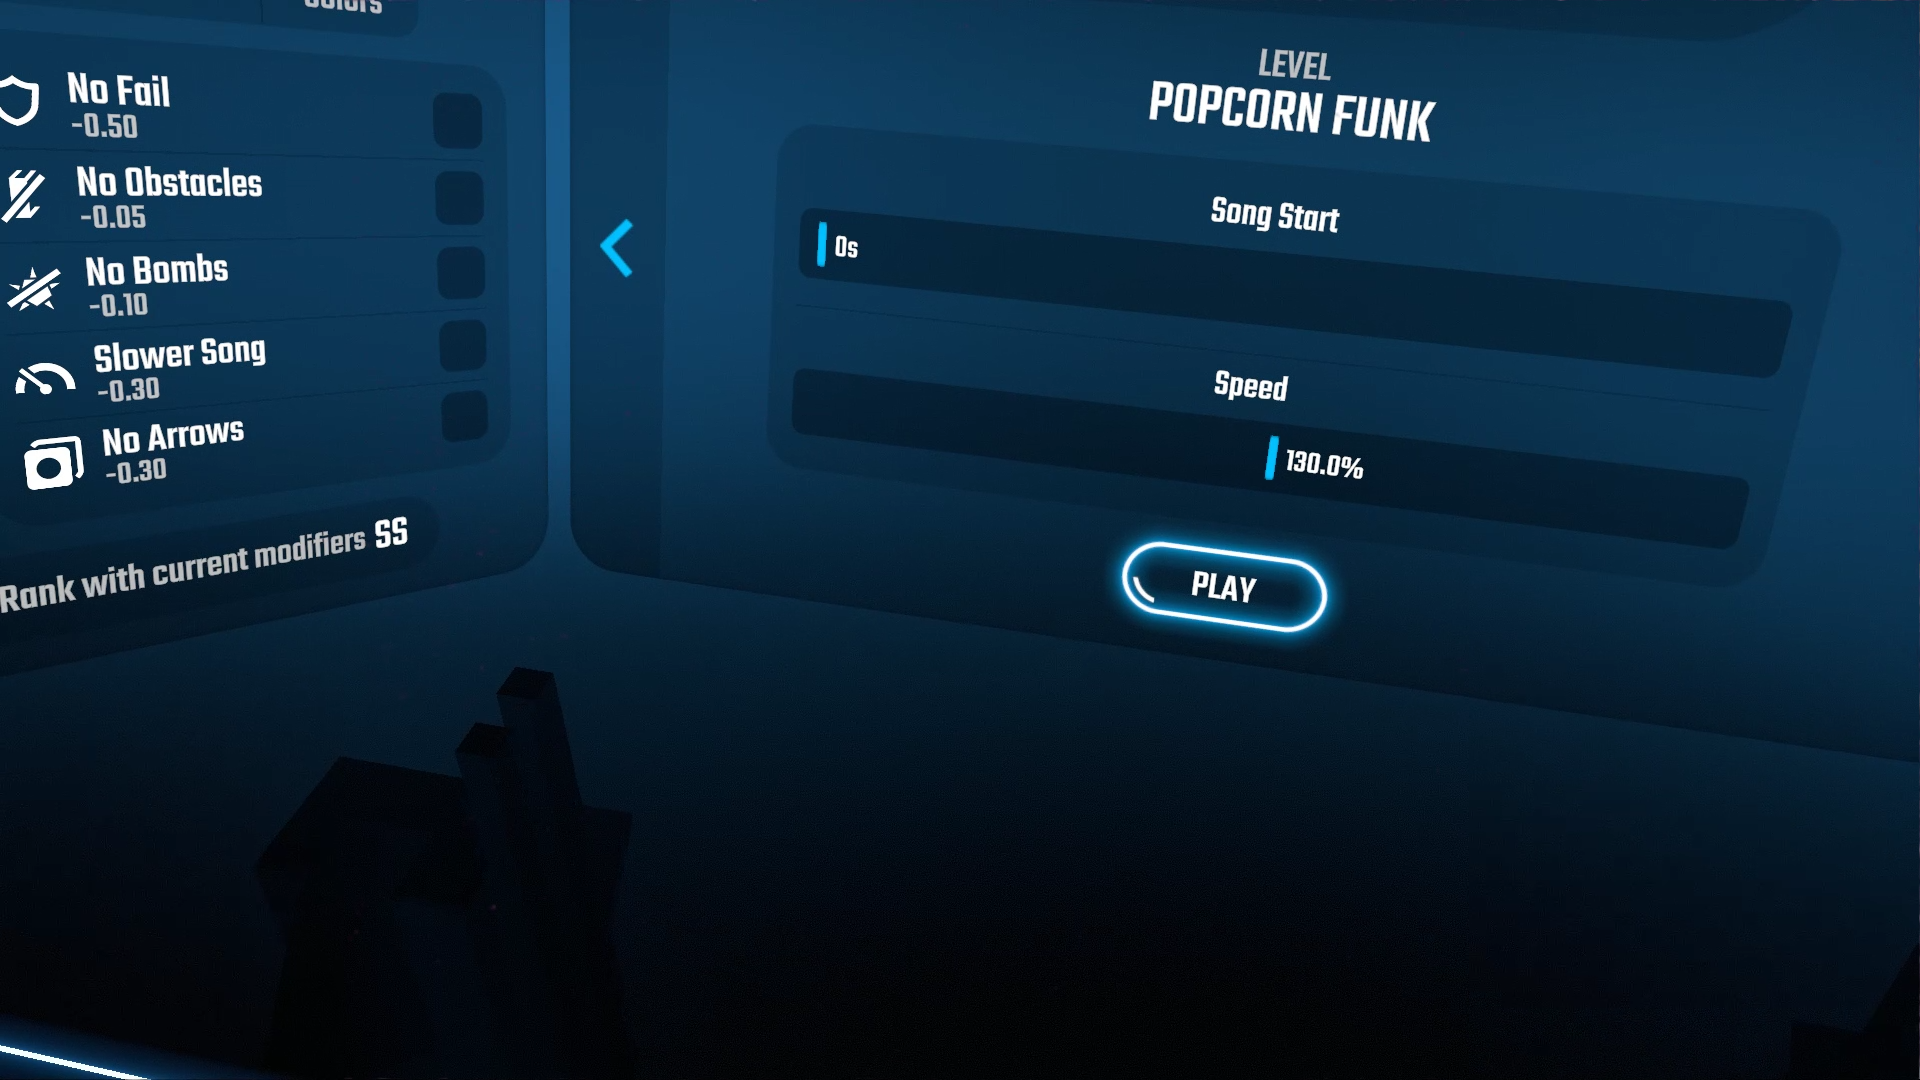 Colors
No Fail
-0.50
No Obstacles
-0.05
No Bombs
-0.10
Slower Song
-0.30
No Arrows
-0.30
Rank with current modifiers SS
LEVEL
POPCORN FUNK
Song Start
0s
Speed
130.0%
PLAY